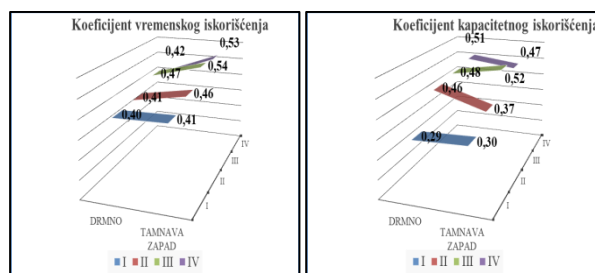 Koeficijent vremenskog iskorišćenja
0,53
0,42
0,54
0,47
0,46
0,41
0,40
0,41
IV
III
II
I
DRMNO
TAMNAVA
ZAPAD
I II III IV
Koeficijent kapacitetnog iskorišćenja
0,51
0,47
0,48
0,52
0,46
0,37
0,29
0,30
IV
III
II
I
DRMNO
TAMNAVA
ZAPAD
I II III IV